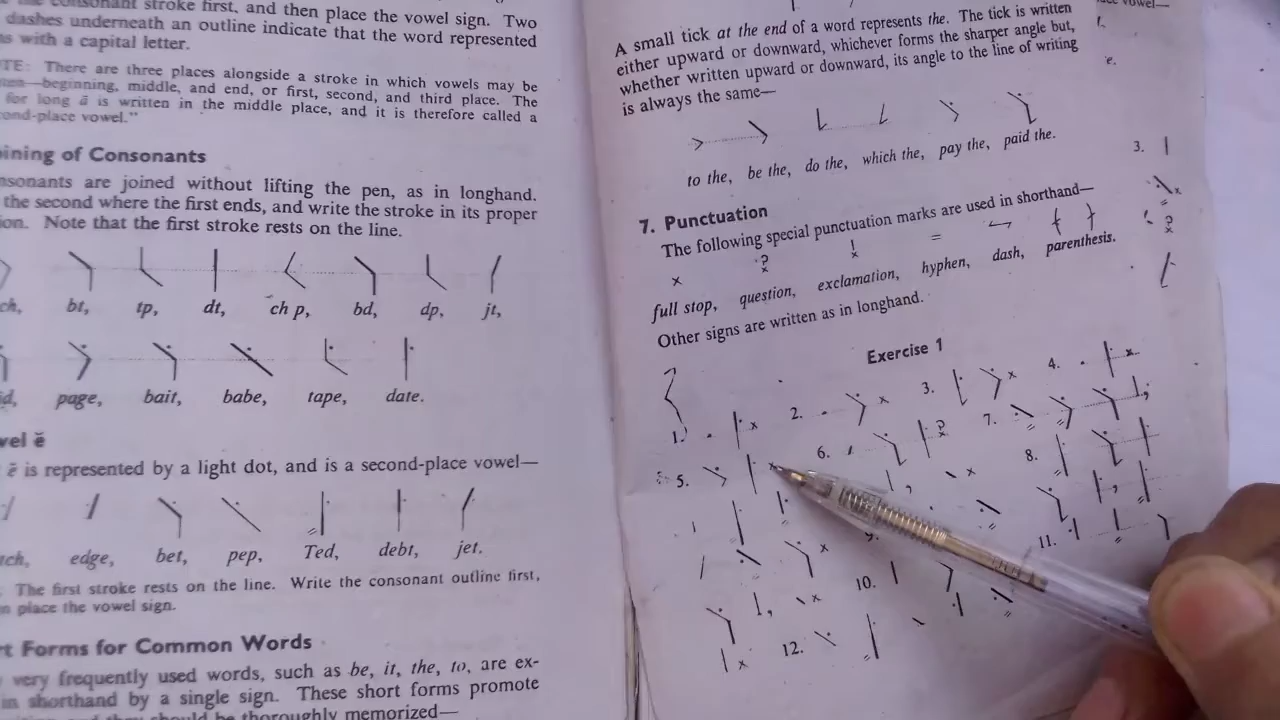 consonant stroke first, and then place the vowel sign. Two
dashes underneath an outline indicate that the word represented
with a capital letter.
TE: There are three places alongside a stroke in which vowels may be
beginning, middle, and end, or first, second, and third place. The
for long ā is written in the middle place, and it is therefore called a
ond-place vowel."
ining of Consonants
nsonants are joined without lifting the pen, as in longhand.
the second where the first ends, and write the stroke in its proper
ion. Note that the first stroke rests on the line.
ch, bt, tp, dt, ch p, bd, dp, jt,
d, page, bait, babe, tape, date.
vel ĕ
ĕ is represented by a light dot, and is a second-place vowel—
tch, edge, bet, pep, Ted, debt, jet.
The first stroke rests on the line. Write the consonant outline first,
n place the vowel sign.
rt Forms for Common Words
very frequently used words, such as be, it, the, to, are ex-
in shorthand by a single sign. These short forms promote
should be thoroughly memorized—
A small tick at the end of a word represents the. The tick is written
either upward or downward, whichever forms the sharper angle but,
whether written upward or downward, its angle to the line of writing
is always the same—
to the, be the, do the, which the, pay the, paid the.
7. Punctuation
The following special punctuation marks are used in shorthand—
full stop, question, exclamation, hyphen, dash, parenthesis.
Other signs are written as in longhand.
Exercise 1
1. 2. 3. 4.
5. 6. 7.
8.
9.
10. 11.
12.
vowel—
e.
3.